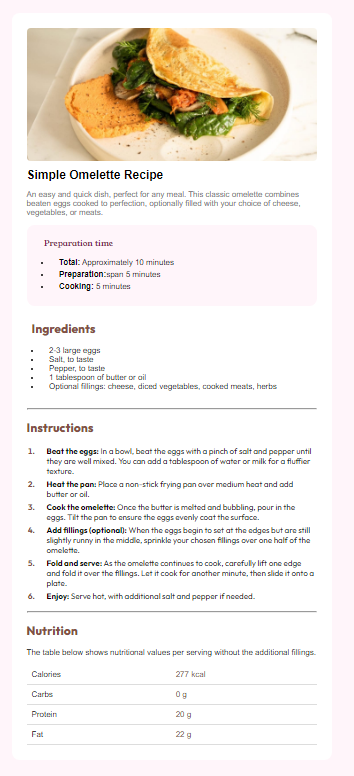 Simple Omelette Recipe
An easy and quick dish, perfect for any meal. This classic omelette combines
beaten eggs cooked to perfection, optionally filled with your choice of cheese,
vegetables, or meats.
Preparation time
• Total: Approximately 10 minutes
• Preparation:span 5 minutes
• Cooking: 5 minutes
Ingredients
• 2-3 large eggs
• Salt, to taste
• Pepper, to taste
• 1 tablespoon of butter or oil
• Optional fillings: cheese, diced vegetables, cooked meats, herbs
Instructions
1. Beat the eggs: In a bowl, beat the eggs with a pinch of salt and pepper until
they are well mixed. You can add a tablespoon of water or milk for a fluffier
texture.
2. Heat the pan: Place a non-stick frying pan over medium heat and add
butter or oil.
3. Cook the omelette: Once the butter is melted and bubbling, pour in the
eggs. Tilt the pan to ensure the eggs evenly coat the surface.
4. Add fillings (optional): When the eggs begin to set at the edges but are still
slightly runny in the middle, sprinkle your chosen fillings over one half of the
omelette.
5. Fold and serve: As the omelette continues to cook, carefully lift one edge
and fold it over the fillings. Let it cook for another minute, then slide it onto a
plate.
6. Enjoy: Serve hot, with additional salt and pepper if needed.
Nutrition
The table below shows nutritional values per serving without the additional fillings.
Calories 277 kcal
Carbs 0 g
Protein 20 g
Fat 22 g